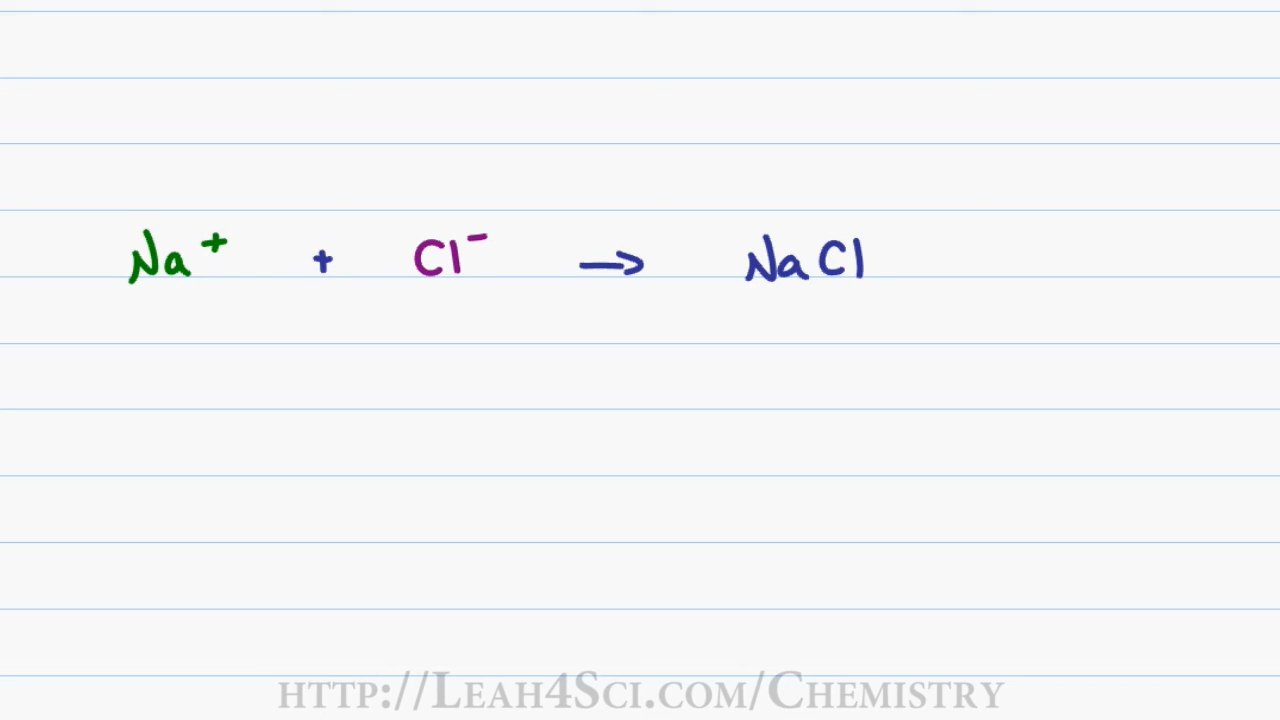 Na⁺ + Cl⁻ → NaCl
http://Leah4Sci.com/Chemistry